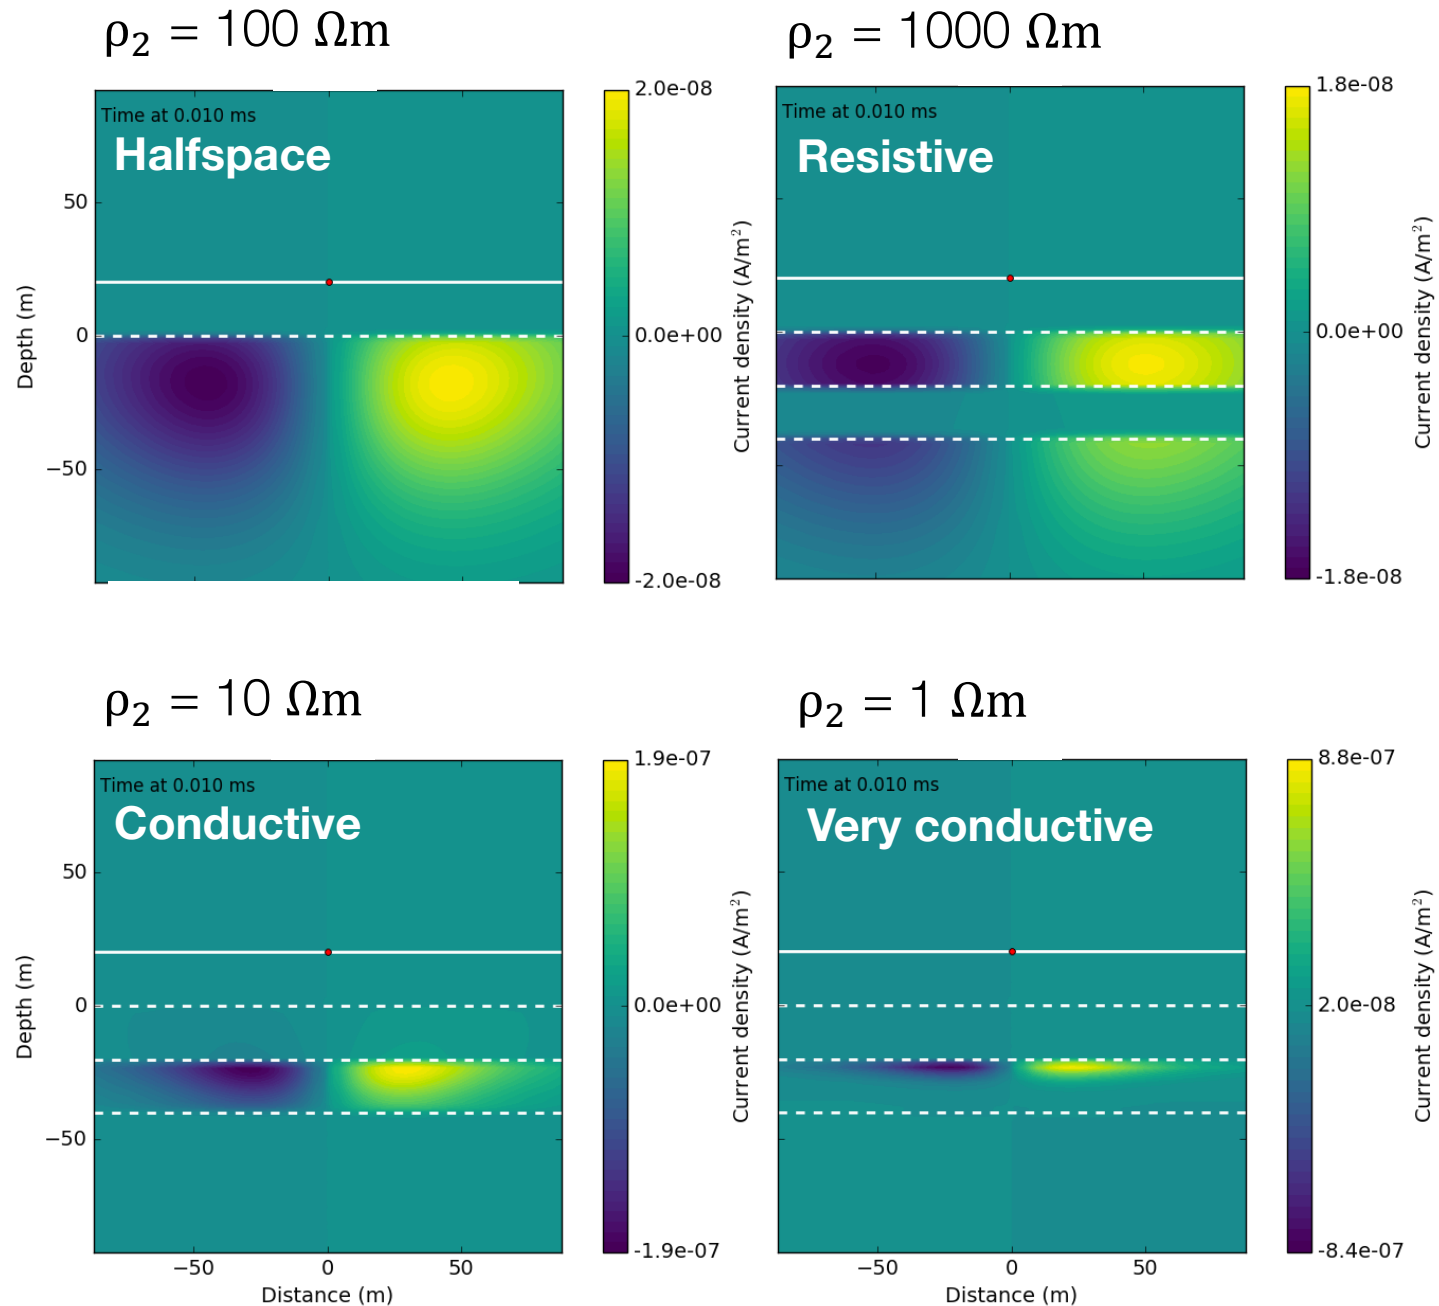 ρ₂ = 100 Ωm
Time at 0.010 ms
Halfspace
50
0
−50
Depth (m)
2.0e-08
0.0e+00
-2.0e-08
Current density (A/m²)
ρ₂ = 1000 Ωm
Time at 0.010 ms
Resistive
1.8e-08
0.0e+00
-1.8e-08
Current density (A/m²)
ρ₂ = 10 Ωm
Time at 0.010 ms
Conductive
50
0
−50
Depth (m)
−50 0 50
Distance (m)
1.9e-07
0.0e+00
-1.9e-07
Current density (A/m²)
ρ₂ = 1 Ωm
Time at 0.010 ms
Very conductive
−50 0 50
Distance (m)
8.8e-07
2.0e-08
-8.4e-07
Current density (A/m²)